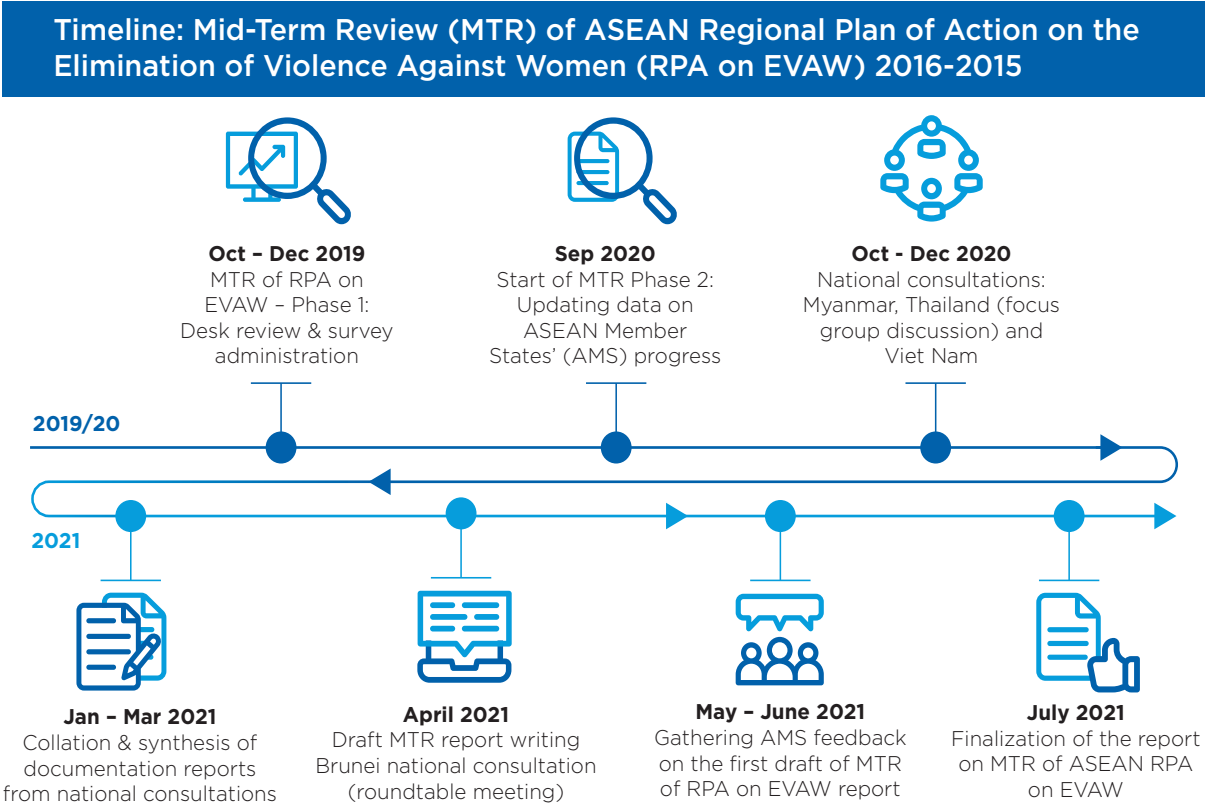 Timeline: Mid-Term Review (MTR) of ASEAN Regional Plan of Action on the
Elimination of Violence Against Women (RPA on EVAW) 2016-2015
Oct – Dec 2019
MTR of RPA on
EVAW – Phase 1:
Desk review & survey
administration
Sep 2020
Start of MTR Phase 2:
Updating data on
ASEAN Member
States’ (AMS) progress
Oct - Dec 2020
National consultations:
Myanmar, Thailand (focus
group discussion) and
Viet Nam
2019/20
2021
Jan – Mar 2021
Collation & synthesis of
documentation reports
from national consultations
April 2021
Draft MTR report writing
Brunei national consultation
(roundtable meeting)
May – June 2021
Gathering AMS feedback
on the first draft of MTR
of RPA on EVAW report
July 2021
Finalization of the report
on MTR of ASEAN RPA
on EVAW